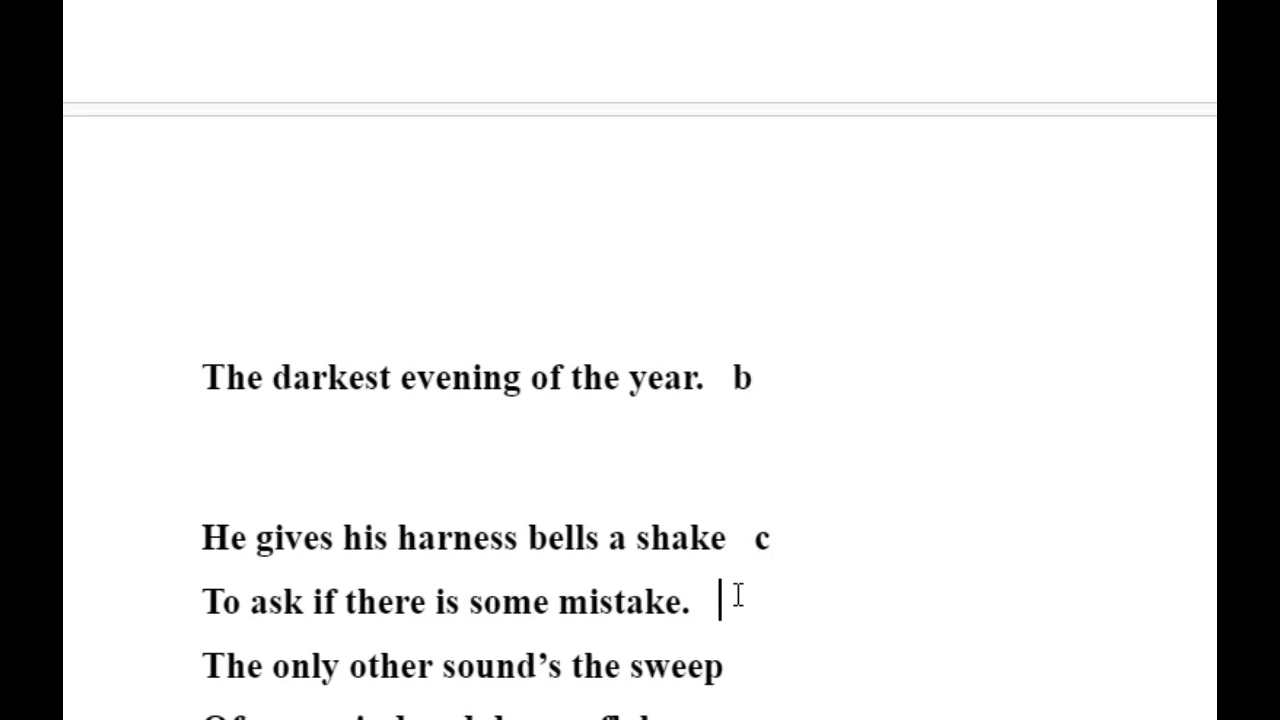 The darkest evening of the year. b
He gives his harness bells a shake c
To ask if there is some mistake.
The only other sound’s the sweep